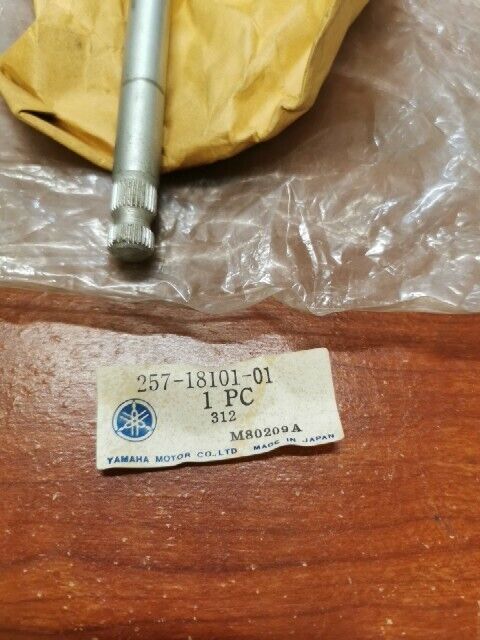 257-18101-01
1 PC
312
M80209A
YAMAHA MOTOR CO.,LTD MADE IN JAPAN